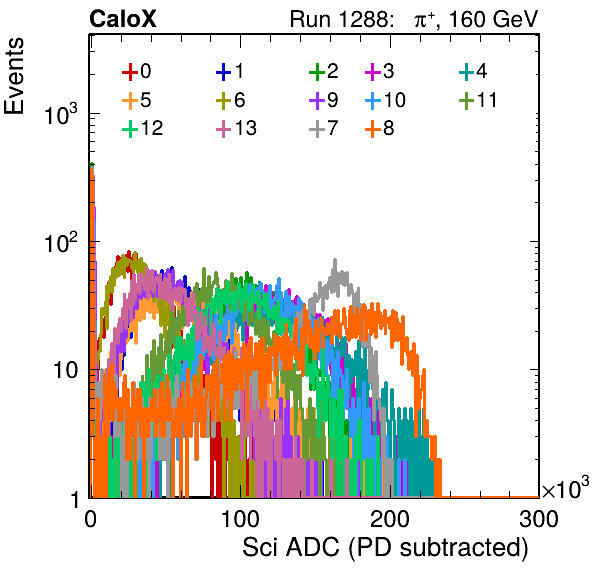 CaloX Run 1288: π⁺, 160 GeV
Events
0 1 2 3 4
5 6 9 10 11
12 13 7 8
10³
10²
10
1
0 100 200 300
×10³
Sci ADC (PD subtracted)